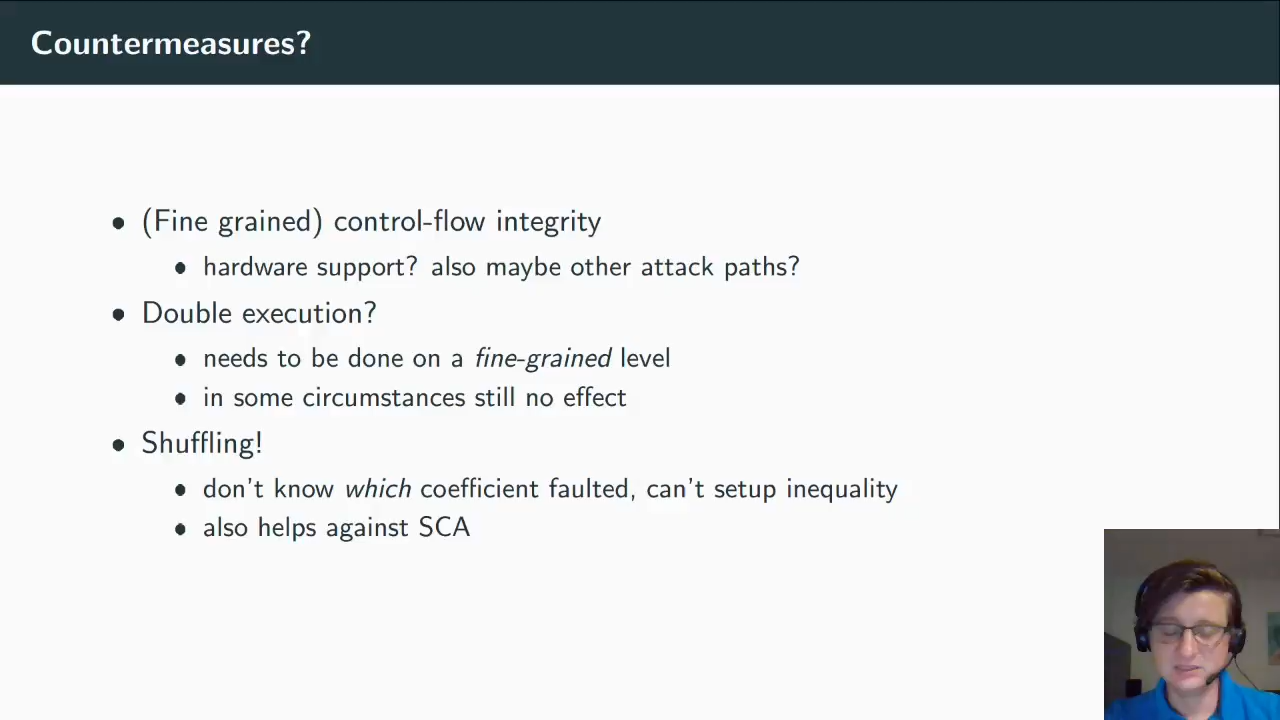 Countermeasures?
• (Fine grained) control-flow integrity
• hardware support? also maybe other attack paths?
• Double execution?
• needs to be done on a fine-grained level
• in some circumstances still no effect
• Shuffling!
• don't know which coefficient faulted, can't setup inequality
• also helps against SCA